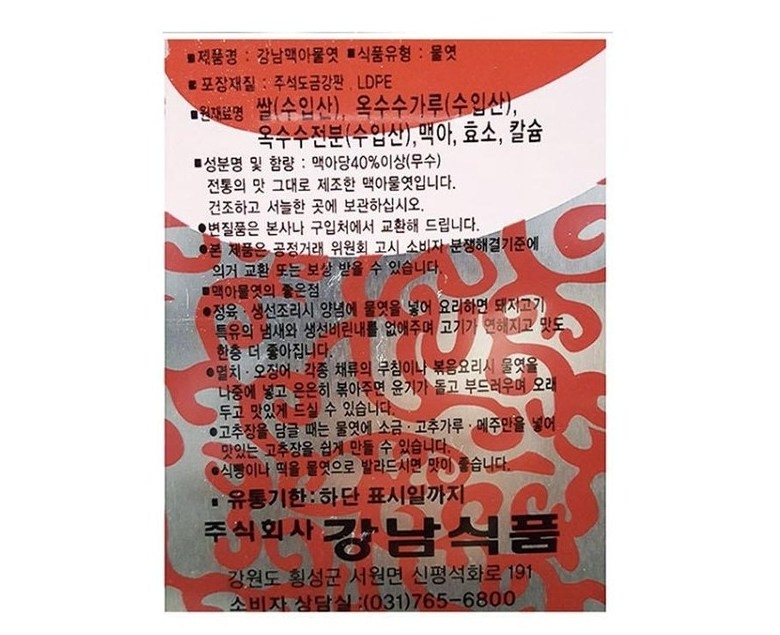 ■제품명 : 강남맥아물엿 ■식품유형 : 물엿
■포장재질 : 주석도금강판 . LDPE
■원재료명 쌀(수입산) 옥수수가루(수입산),
옥수수전분(수입산),맥아, 효소, 칼슘
■성분명 및 함량 : 맥아당40%이상(무수)
전통의 맛 그대로 제조한 맥아물엿입니다.
건조하고 서늘한 곳에 보관하십시오.
●변질품은 본사나 구입처에서 교환해 드립니다.
●본 제품은 공정거래 위원회 고시 소비자 분쟁해결기준에
의거 교환 또는 보상 받을 수 있습니다.
■맥아물엿의 좋은점
●정육 · 생선조리시 양념에 물엿을 넣어 요리하면 돼지고기
특유의 냄새와 생선비린내를 없애주며 고기가 연해지고 맛도
한층 더 좋아집니다.
●멸치 · 오징어 · 각종 채류의 무침이나 볶음요리시 물엿을
나중에 넣고 은은히 볶아주면 윤기가 돌고 부드러우며 오래
두고 맛있게 드실 수 있습니다.
●고추장을 담글 때는 물엿에 소금 · 고추가루 · 메주만을 넣어
맛있는 고추장을 쉽게 만들 수 있습니다.
●식빵이나 떡을 물엿으로 발라드시면 맛이 좋습니다.
■ 유통기한:하단 표시일까지
주식회사 강남식품
강원도 횡성군 서원면 신평석화로 191
소비자 상담실 :(031)765-6800